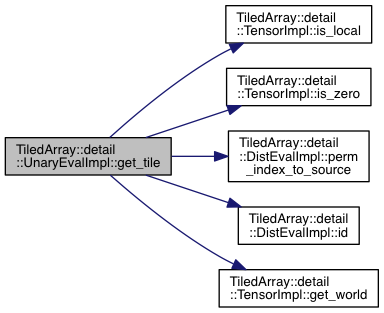 TiledArray::detail
::UnaryEvalImpl::get_tile
TiledArray::detail
::TensorImpl::is_local
TiledArray::detail
::TensorImpl::is_zero
TiledArray::detail
::DistEvalImpl::perm
_index_to_source
TiledArray::detail
::DistEvalImpl::id
TiledArray::detail
::TensorImpl::get_world